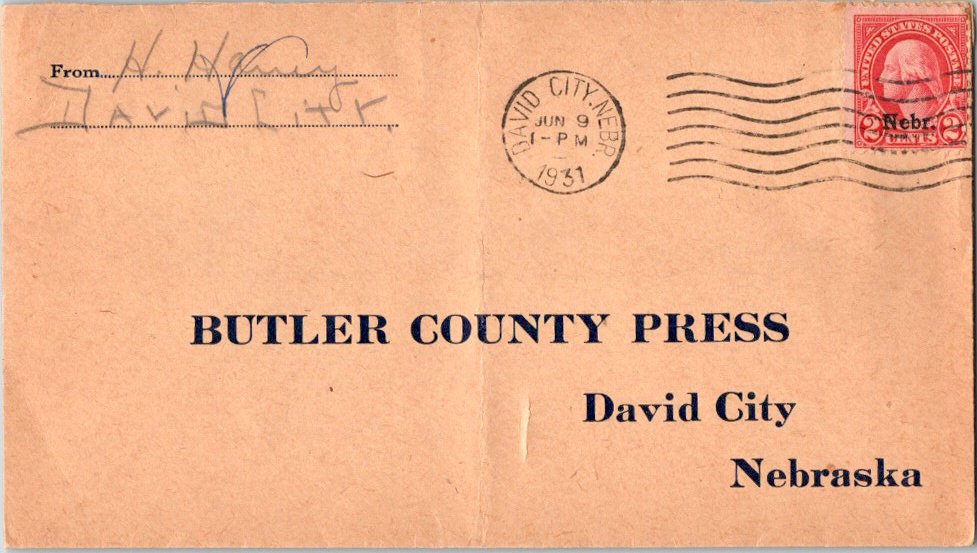 From H. Haney
David City.
DAVID CITY, NEBR.
JUN 9
1-PM
1931
UNITED STATES POSTAGE
Nebr.
2 CENTS 2
BUTLER COUNTY PRESS
David City
Nebraska